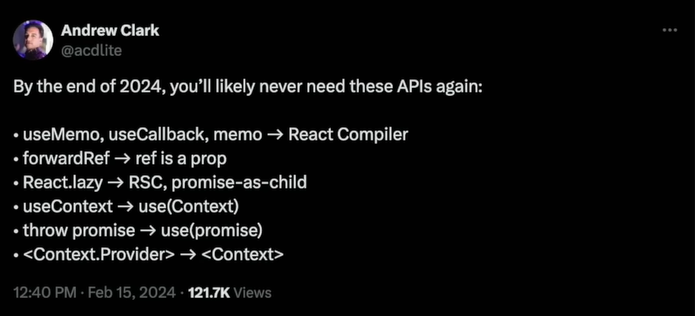 Andrew Clark
@acdlite
By the end of 2024, you’ll likely never need these APIs again:
• useMemo, useCallback, memo → React Compiler
• forwardRef → ref is a prop
• React.lazy → RSC, promise-as-child
• useContext → use(Context)
• throw promise → use(promise)
• <Context.Provider> → <Context>
12:40 PM · Feb 15, 2024 · 121.7K Views